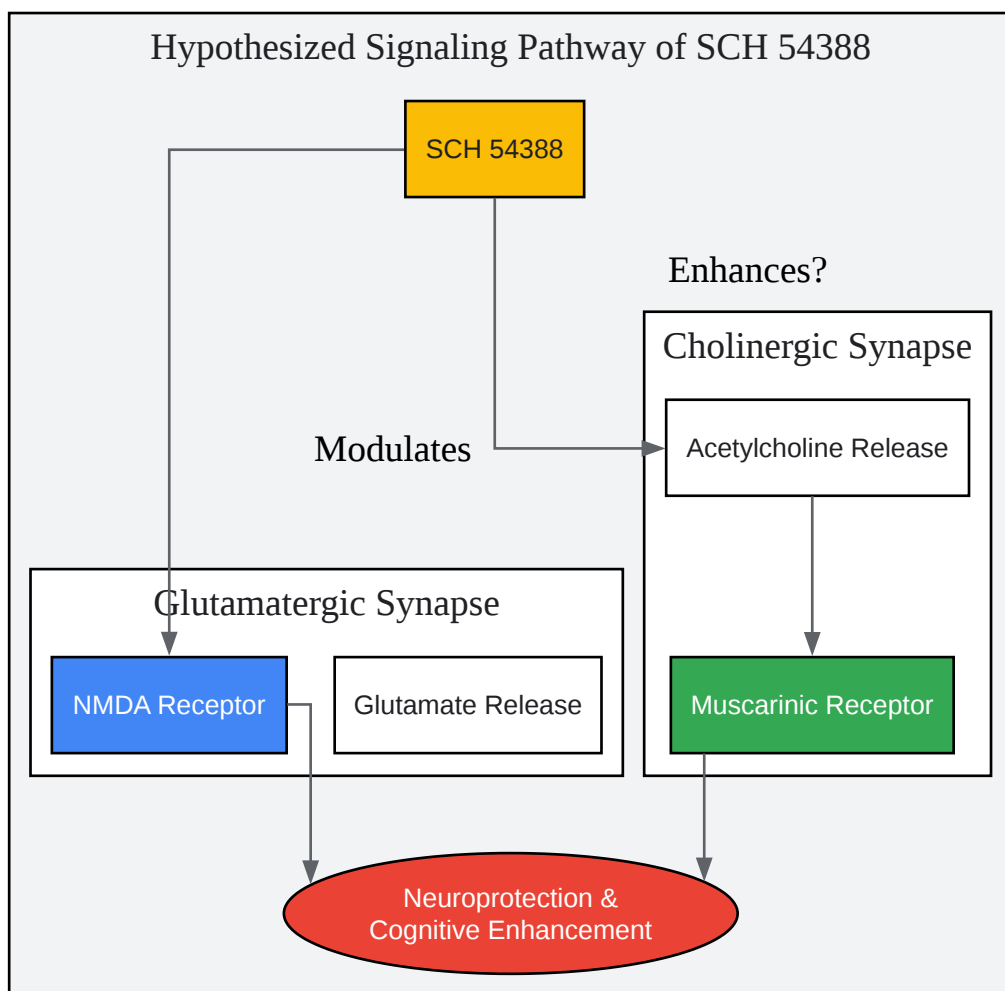 Hypothesized Signaling Pathway of SCH 54388
SCH 54388
Enhances?
Cholinergic Synapse
Modulates
Acetylcholine Release
Glutamatergic Synapse
NMDA Receptor
Glutamate Release
Muscarinic Receptor
Neuroprotection &
Cognitive Enhancement